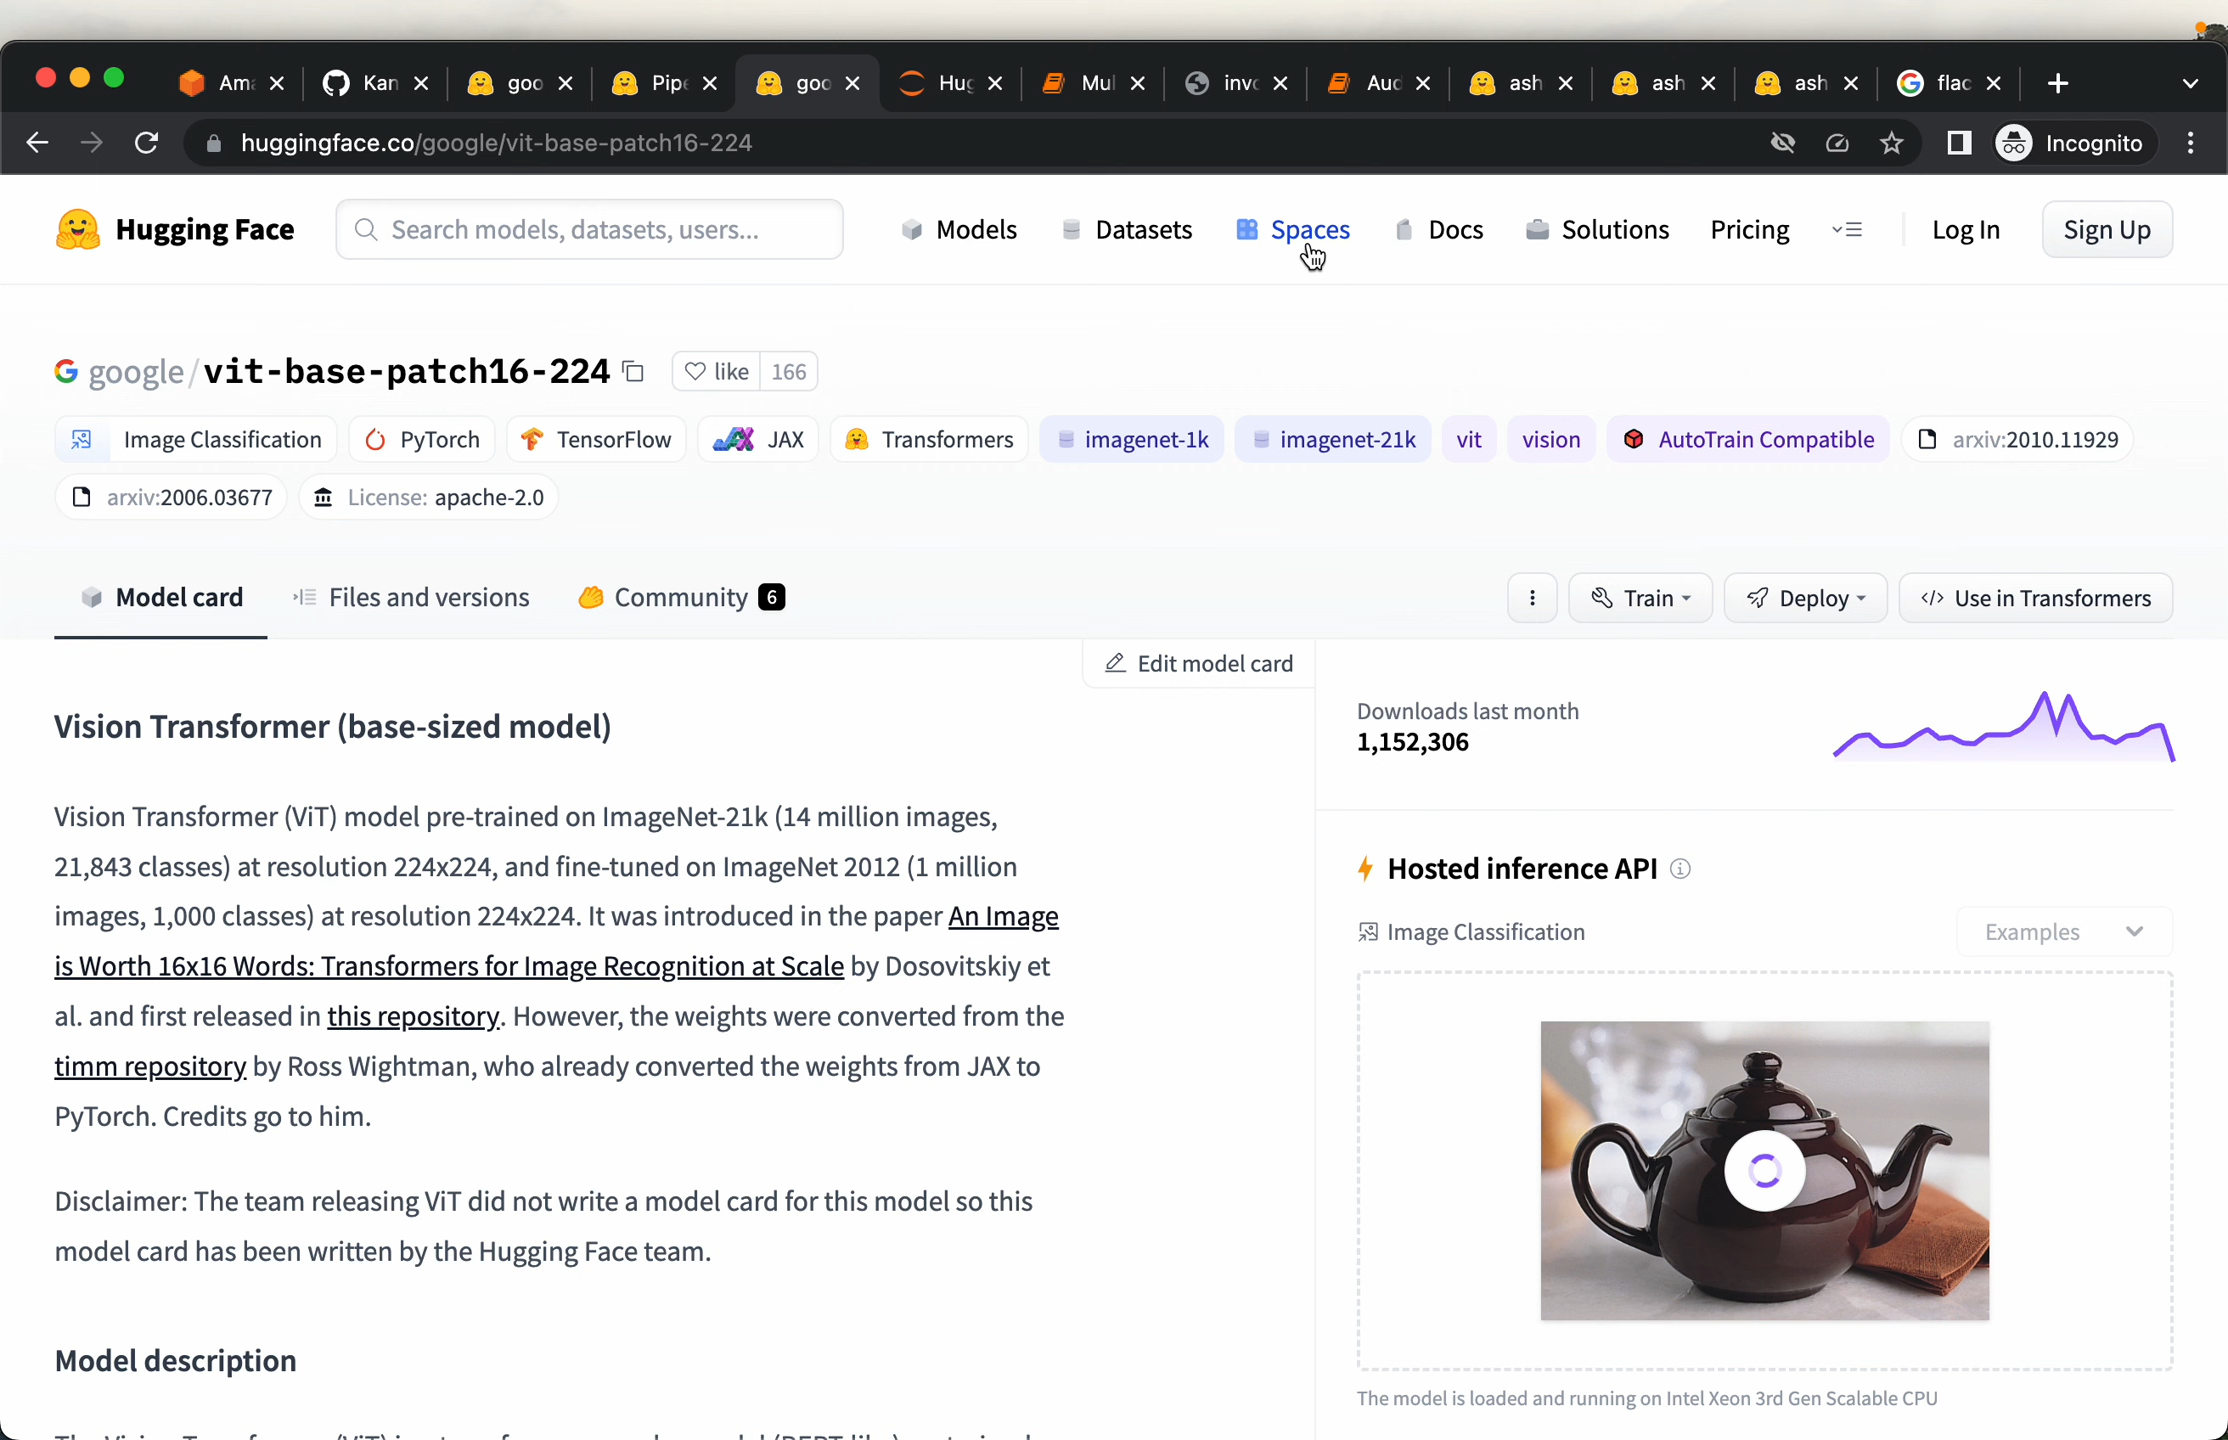 Ama
Kan
goo
Pipe
goo
Hug
Mul
invo
Aud
ash
ash
ash
flac
huggingface.co/google/vit-base-patch16-224
Incognito
Hugging Face
Search models, datasets, users...
Models
Datasets
Spaces
Docs
Solutions
Pricing
Log In
Sign Up
google/vit-base-patch16-224
like 166
Image Classification
PyTorch
TensorFlow
JAX
Transformers
imagenet-1k
imagenet-21k
vit
vision
AutoTrain Compatible
arxiv:2010.11929
arxiv:2006.03677
License: apache-2.0
Model card
Files and versions
Community 6
Train
Deploy
</> Use in Transformers
Edit model card
Vision Transformer (base-sized model)
Vision Transformer (ViT) model pre-trained on ImageNet-21k (14 million images,
21,843 classes) at resolution 224x224, and fine-tuned on ImageNet 2012 (1 million
images, 1,000 classes) at resolution 224x224. It was introduced in the paper An Image
is Worth 16x16 Words: Transformers for Image Recognition at Scale by Dosovitskiy et
al. and first released in this repository. However, the weights were converted from the
timm repository by Ross Wightman, who already converted the weights from JAX to
PyTorch. Credits go to him.
Disclaimer: The team releasing ViT did not write a model card for this model so this
model card has been written by the Hugging Face team.
Model description
Downloads last month
1,152,306
Hosted inference API
Image Classification
Examples
The model is loaded and running on Intel Xeon 3rd Gen Scalable CPU